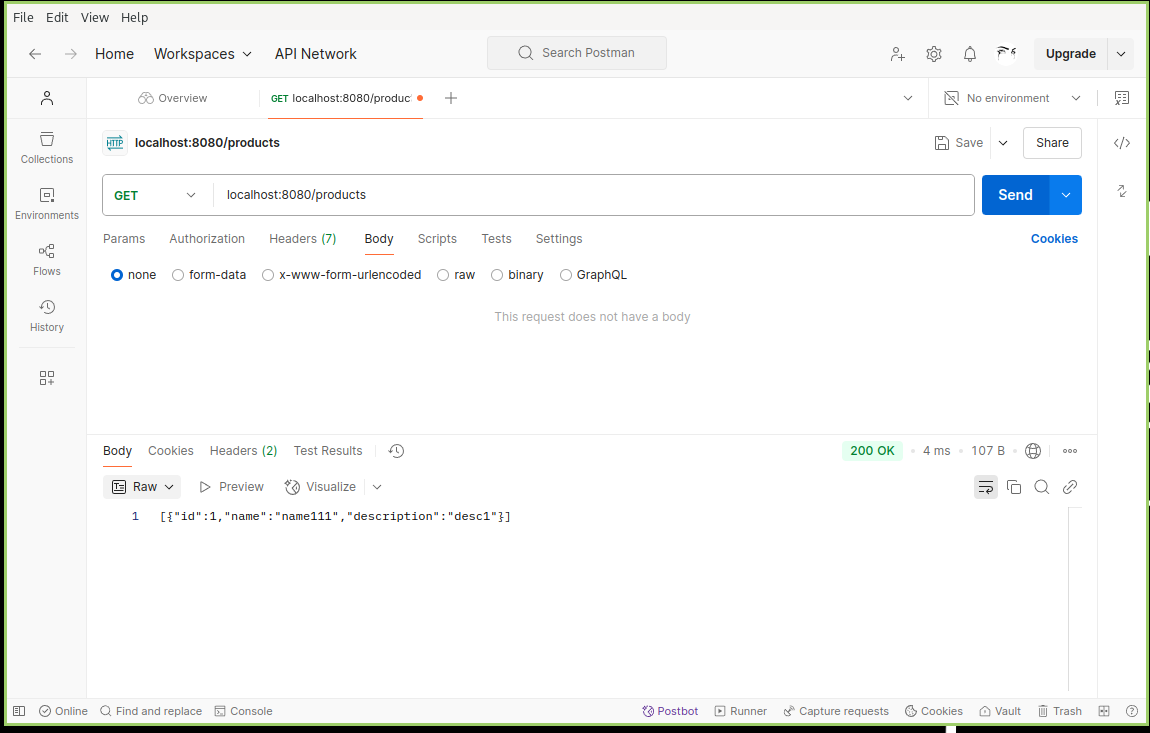 File Edit View Help
Home Workspaces API Network Search Postman Upgrade
Overview GET localhost:8080/produc No environment
HTTP localhost:8080/products Save Share
GET localhost:8080/products Send
Params Authorization Headers (7) Body Scripts Tests Settings Cookies
none form-data x-www-form-urlencoded raw binary GraphQL
This request does not have a body
Collections
Environments
Flows
History
Body Cookies Headers (2) Test Results 200 OK 4 ms 107 B
Raw Preview Visualize
1 [{"id":1,"name":"name111","description":"desc1"}]
Online Find and replace Console Postbot Runner Capture requests Cookies Vault Trash